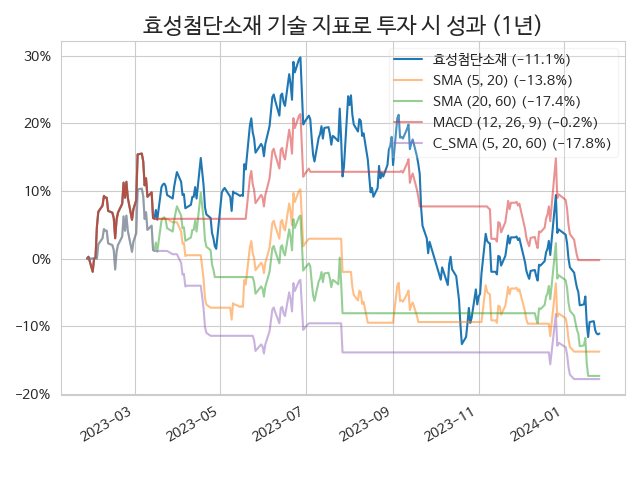 효성첨단소재 기술 지표로 투자 시 성과 (1년)
30%
20%
10%
0%
−10%
−20%
효성첨단소재 (−11.1%)
SMA (5, 20) (−13.8%)
SMA (20, 60) (−17.4%)
MACD (12, 26, 9) (−0.2%)
C_SMA (5, 20, 60) (−17.8%)
2023−03
2023−05
2023−07
2023−09
2023−11
2024−01